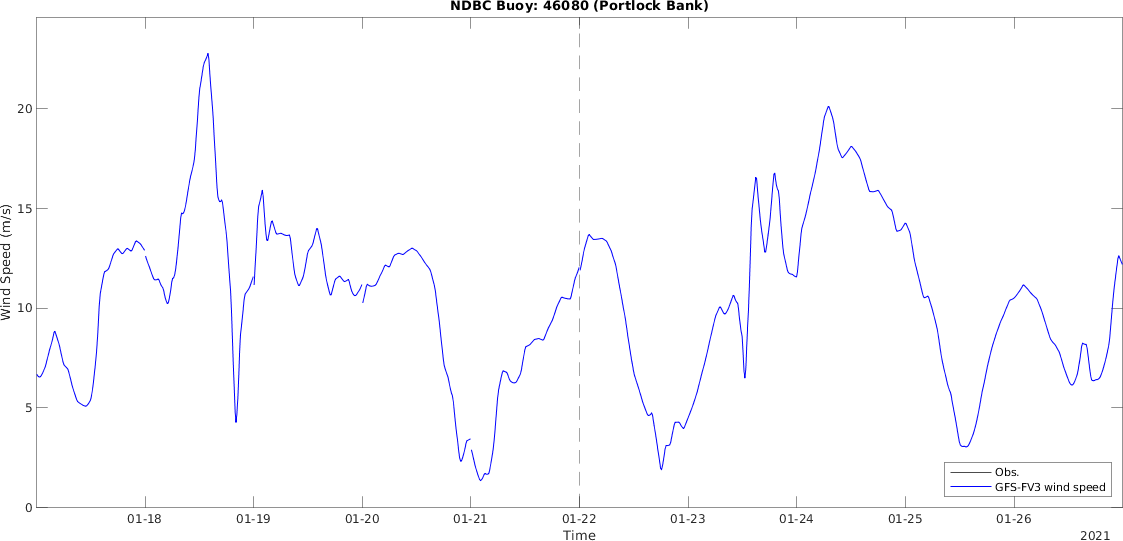 NDBC Buoy: 46080 (Portlock Bank)
Wind Speed (m/s)
20
15
10
5
0
01-18 01-19 01-20 01-21 01-22 01-23 01-24 01-25 01-26
Time
2021
Obs.
GFS-FV3 wind speed